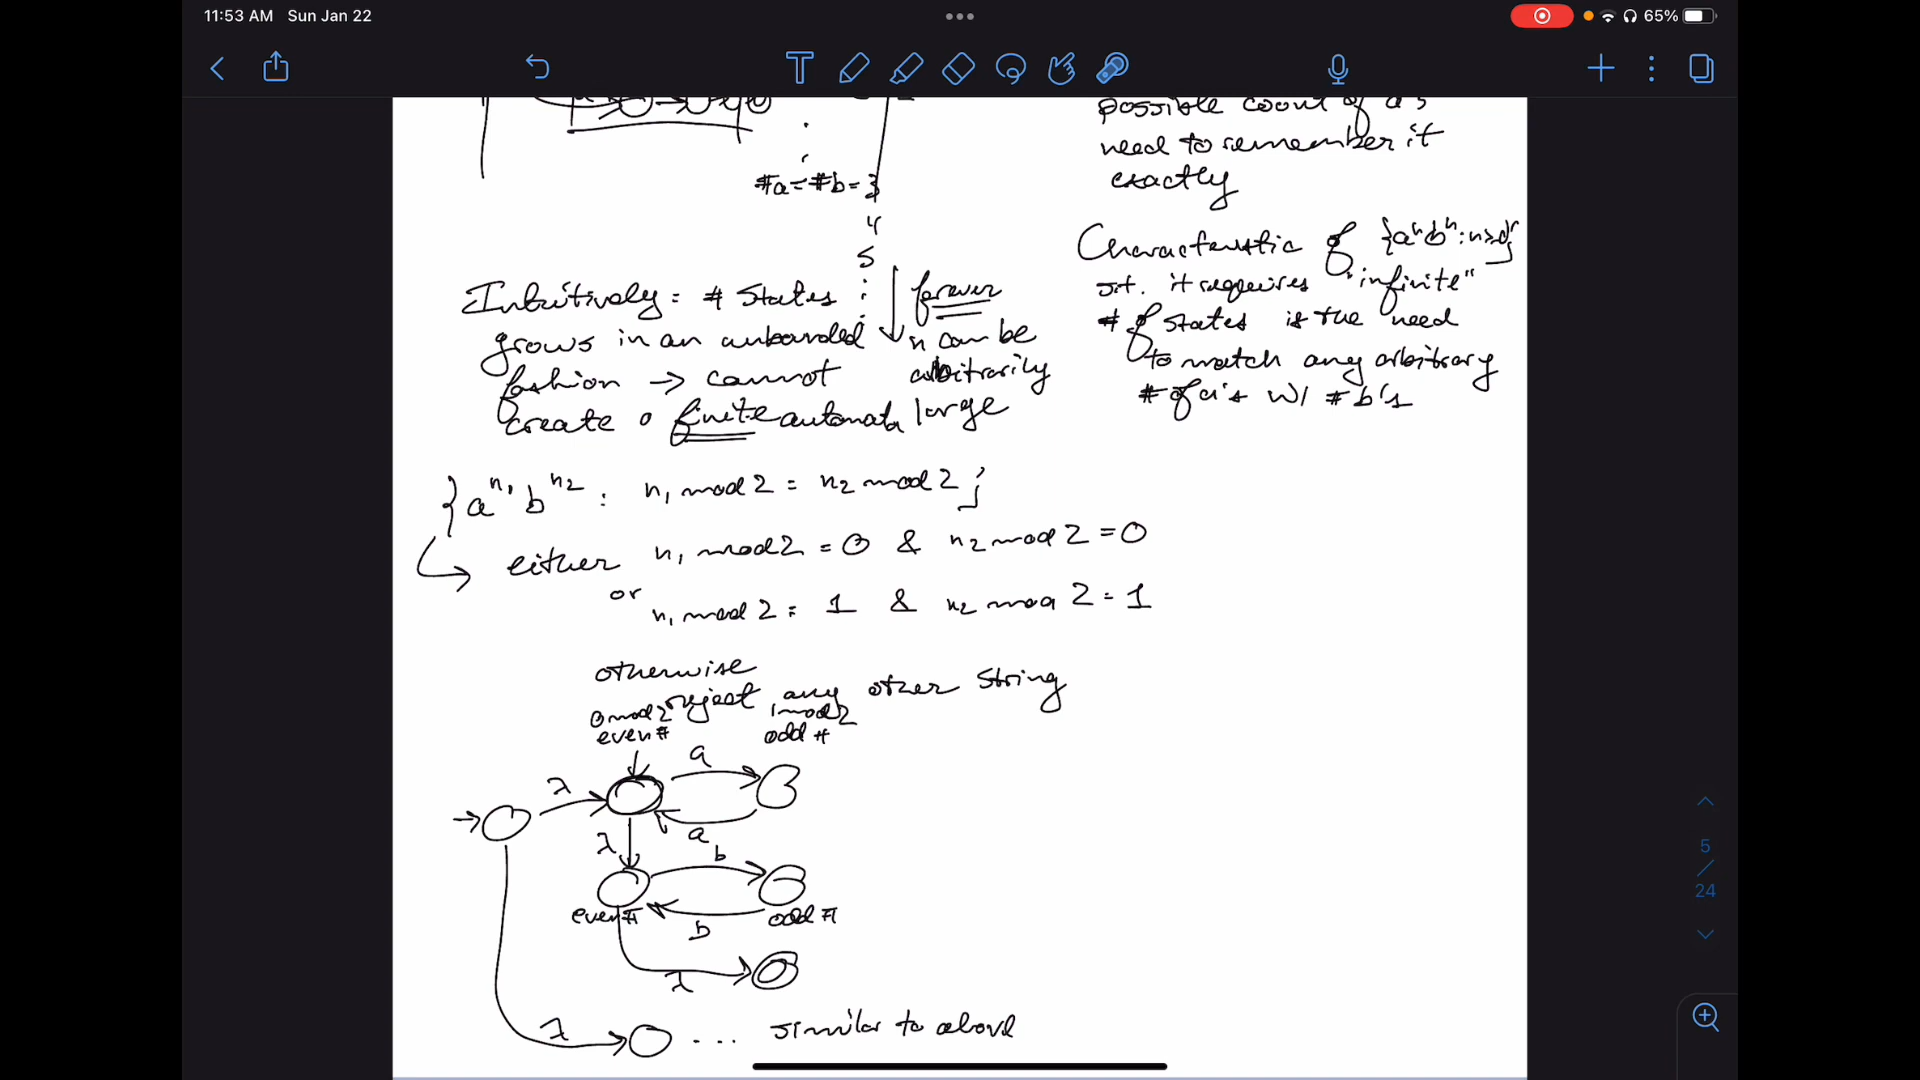 11:53 AM Sun Jan 22
65%
possible count of a's
need to remember it
exactly
#a = #b = 3
4
5
Characteristic of {aⁿbⁿ: n≥0}
s.t. it requires "infinite"
# of states is the need
to match any arbitrary
# of a's w/ # b's
Intuitively: # states
grows in an unbounded
fashion → cannot
create a finite automata
forever
n can be
arbitrarily
large
{a^n₁ b^n₂ : n₁ mod 2 = n₂ mod 2}
either n₁ mod 2 = 0 & n₂ mod 2 = 0
or
n₁ mod 2 = 1 & n₂ mod 2 = 1
otherwise
reject any other string
0 mod 2
even #
1 mod 2
odd #
a
λ
a
λ
b
even #
odd #
b
λ
λ
... similar to above
5
/
24